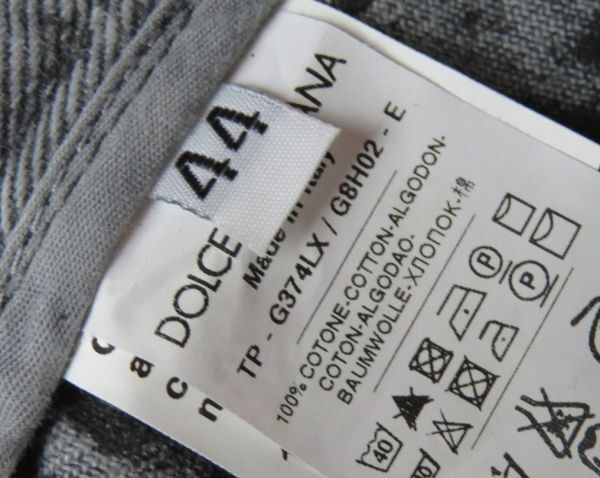 44
DOLCE
ANA
Made in Italy
TP - G374LX / G8H02 - E
100% COTONE-COTTON-ALGODON-
COTON-ALGODAO-
BAUMWOLLE-ХЛОПОК-棉
P
P
40
c
a
c
n